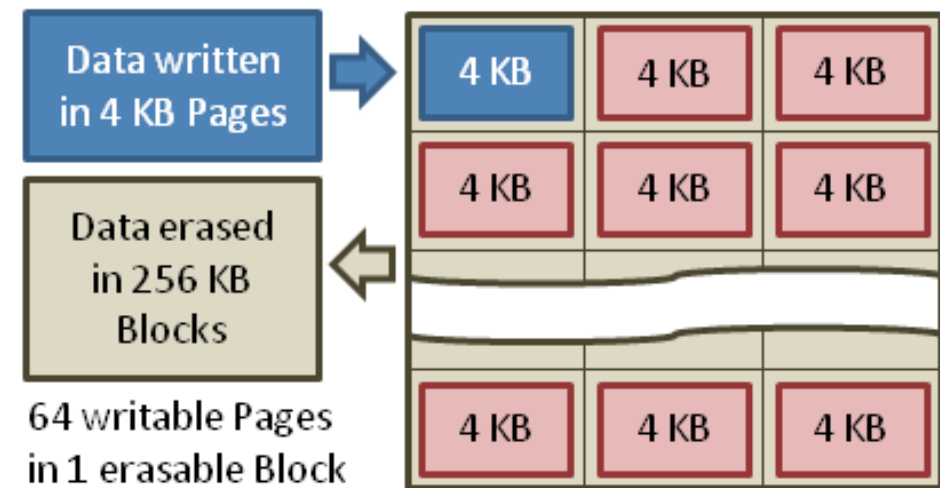 Data written
in 4 KB Pages
Data erased
in 256 KB
Blocks
64 writable Pages
in 1 erasable Block
4 KB 4 KB 4 KB
4 KB 4 KB 4 KB
4 KB 4 KB 4 KB